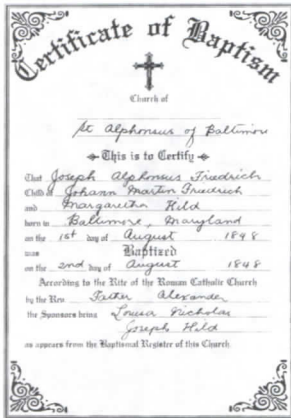 Certificate of Baptism
Church of
St Alphonsus of Baltimore
This is to Certify
That Joseph Alphonsus Friedrich
Child of Johann Martin Friedrich
and Margaretha Hild
born in Baltimore, Maryland
on the 1st day of August 1848
was Baptized
on the 2nd day of August 1848
According to the Rite of the Roman Catholic Church
by the Rev. Father Alexander
the Sponsors being Louisa Nicholas
Joseph Hild
as appears from the Baptismal Register of this Church